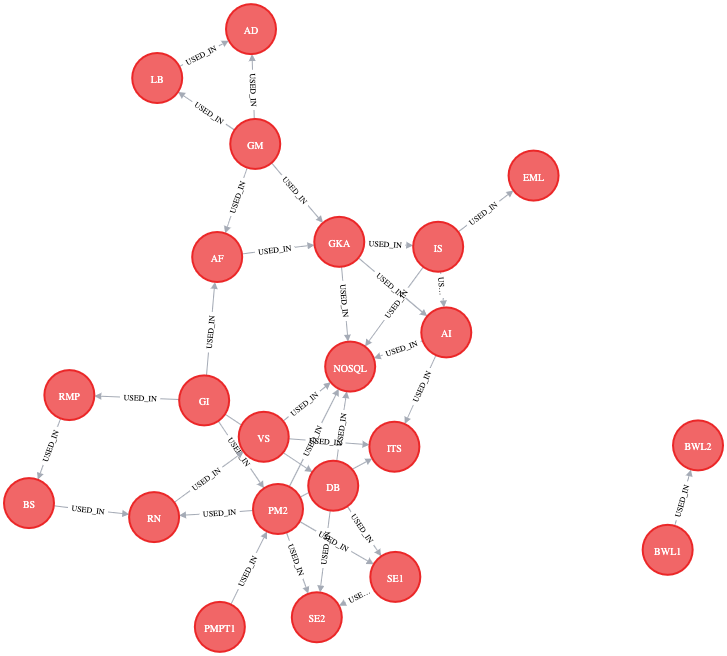 AD
USED_IN
LB
USED_IN
USED_IN
GM
EML
USED_IN
USED_IN
USED_IN
GKA
USED_IN
IS
AF
USED_IN
USED_IN
USED_IN
USED_IN
US...
AI
USED_IN
USED_IN
NOSQL
USED_IN
RMP
USED_IN
GI
USED_IN
USED_IN
VS
USED_IN
USED_IN
USED_IN
ITS
USED_IN
USED_IN
USED_IN
DB
BS
USED_IN
RN
USED_IN
PM2
USED_IN
USED_IN
USED_IN
USED_IN
USED_IN
SE1
USE...
PMPT1
SE2
BWL2
USED_IN
BWL1